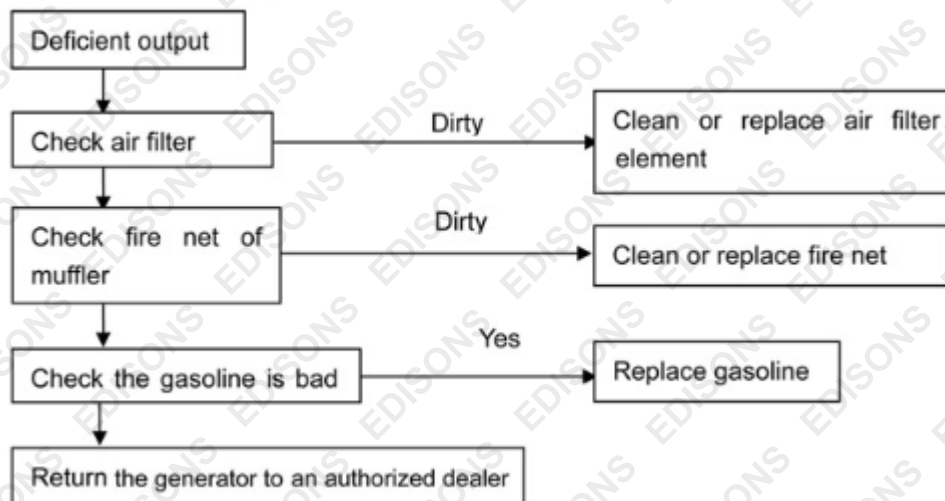 Deficient output
Check air filter
Dirty
Clean or replace air filter
element
Check fire net of
muffler
Dirty
Clean or replace fire net
Check the gasoline is bad
Yes
Replace gasoline
Return the generator to an authorized dealer
EDISONS